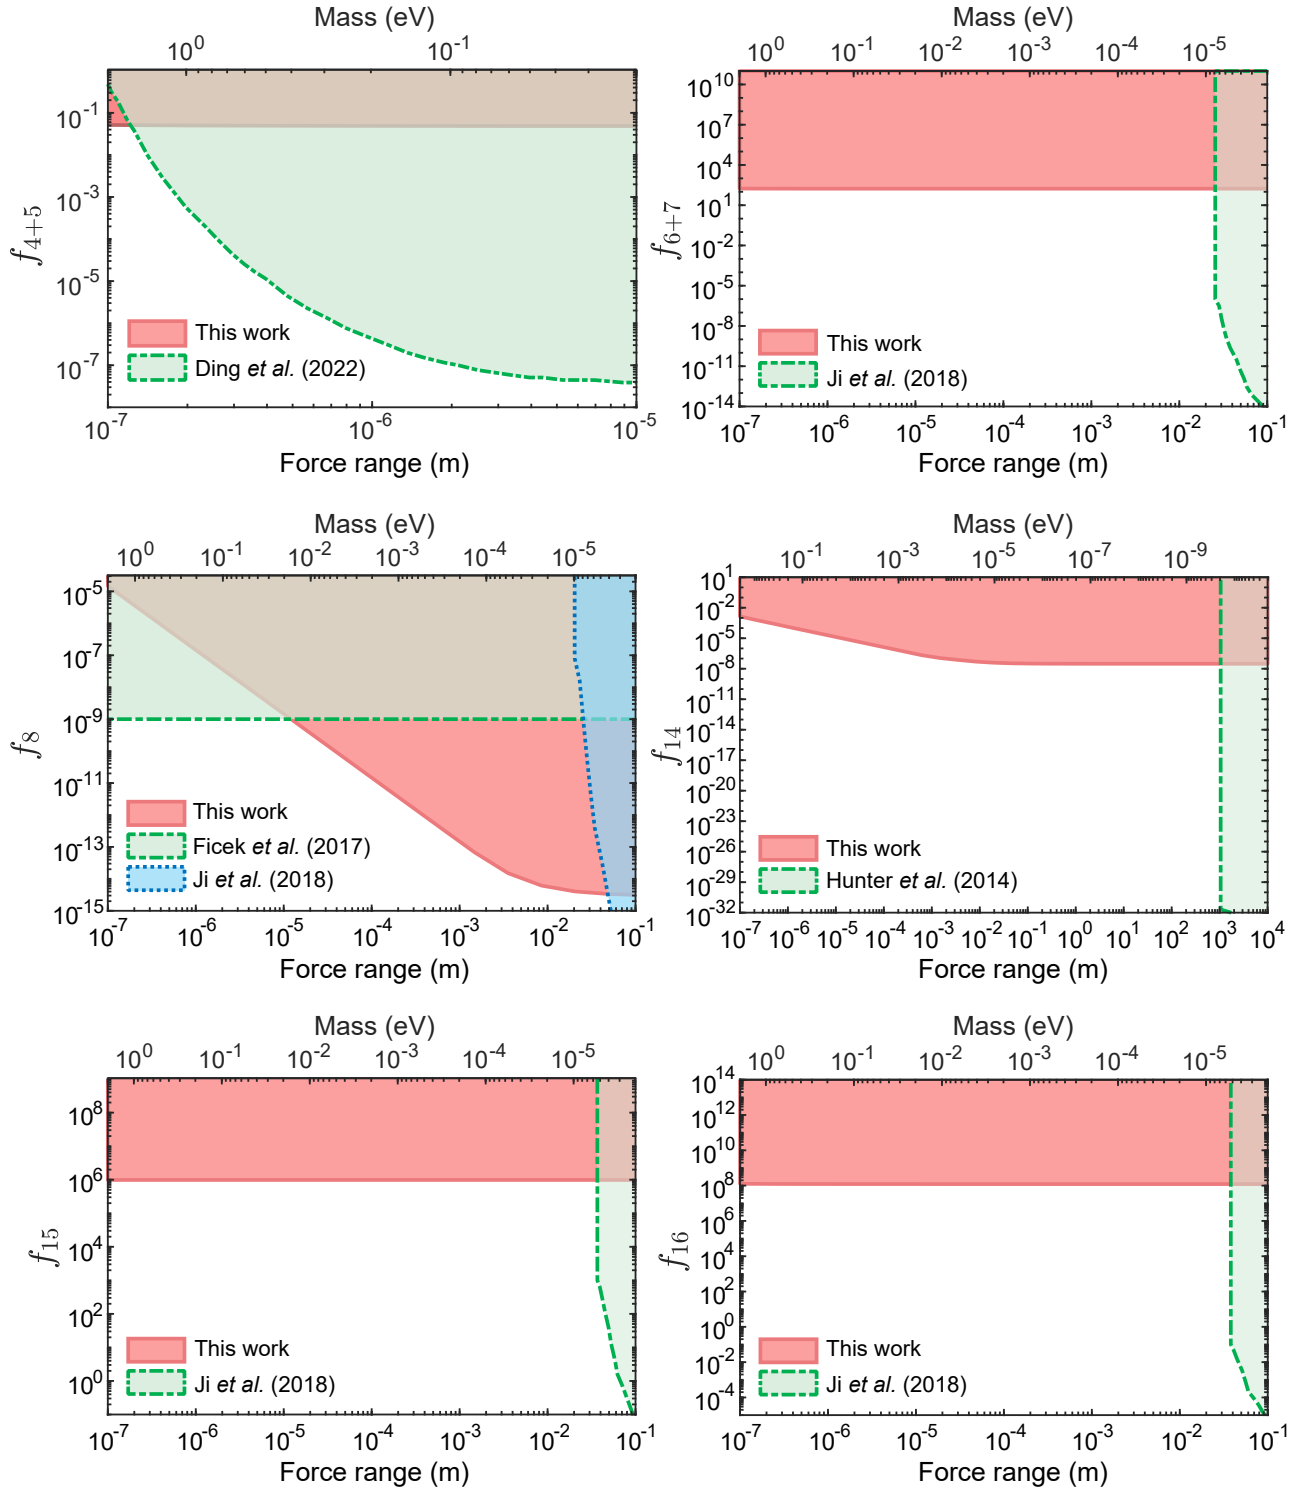 Mass (eV)
10^0 10^-1
10^-1
10^-3
10^-5
10^-7
f_{4+5}
This work
Ding et al. (2022)
10^-7 10^-6 10^-5
Force range (m)
Mass (eV)
10^0 10^-1 10^-2 10^-3 10^-4 10^-5
10^10
10^7
10^4
10^1
10^-2
10^-5
10^-8
10^-11
10^-14
f_{6+7}
This work
Ji et al. (2018)
10^-7 10^-6 10^-5 10^-4 10^-3 10^-2 10^-1
Force range (m)
Mass (eV)
10^0 10^-1 10^-2 10^-3 10^-4 10^-5
10^-5
10^-7
10^-9
10^-11
10^-13
10^-15
f_8
This work
Ficek et al. (2017)
Ji et al. (2018)
10^-7 10^-6 10^-5 10^-4 10^-3 10^-2 10^-1
Force range (m)
Mass (eV)
10^-1 10^-3 10^-5 10^-7 10^-9
10^1
10^-2
10^-5
10^-8
10^-11
10^-14
10^-17
10^-20
10^-23
10^-26
10^-29
10^-32
f_{14}
This work
Hunter et al. (2014)
10^-7 10^-6 10^-5 10^-4 10^-3 10^-2 10^-1 10^0 10^1 10^2 10^3 10^4
Force range (m)
Mass (eV)
10^0 10^-1 10^-2 10^-3 10^-4 10^-5
10^8
10^6
10^4
10^2
10^0
f_{15}
This work
Ji et al. (2018)
10^-7 10^-6 10^-5 10^-4 10^-3 10^-2 10^-1
Force range (m)
Mass (eV)
10^0 10^-1 10^-2 10^-3 10^-4 10^-5
10^14
10^12
10^10
10^8
10^6
10^4
10^2
10^0
10^-2
10^-4
f_{16}
This work
Ji et al. (2018)
10^-7 10^-6 10^-5 10^-4 10^-3 10^-2 10^-1
Force range (m)